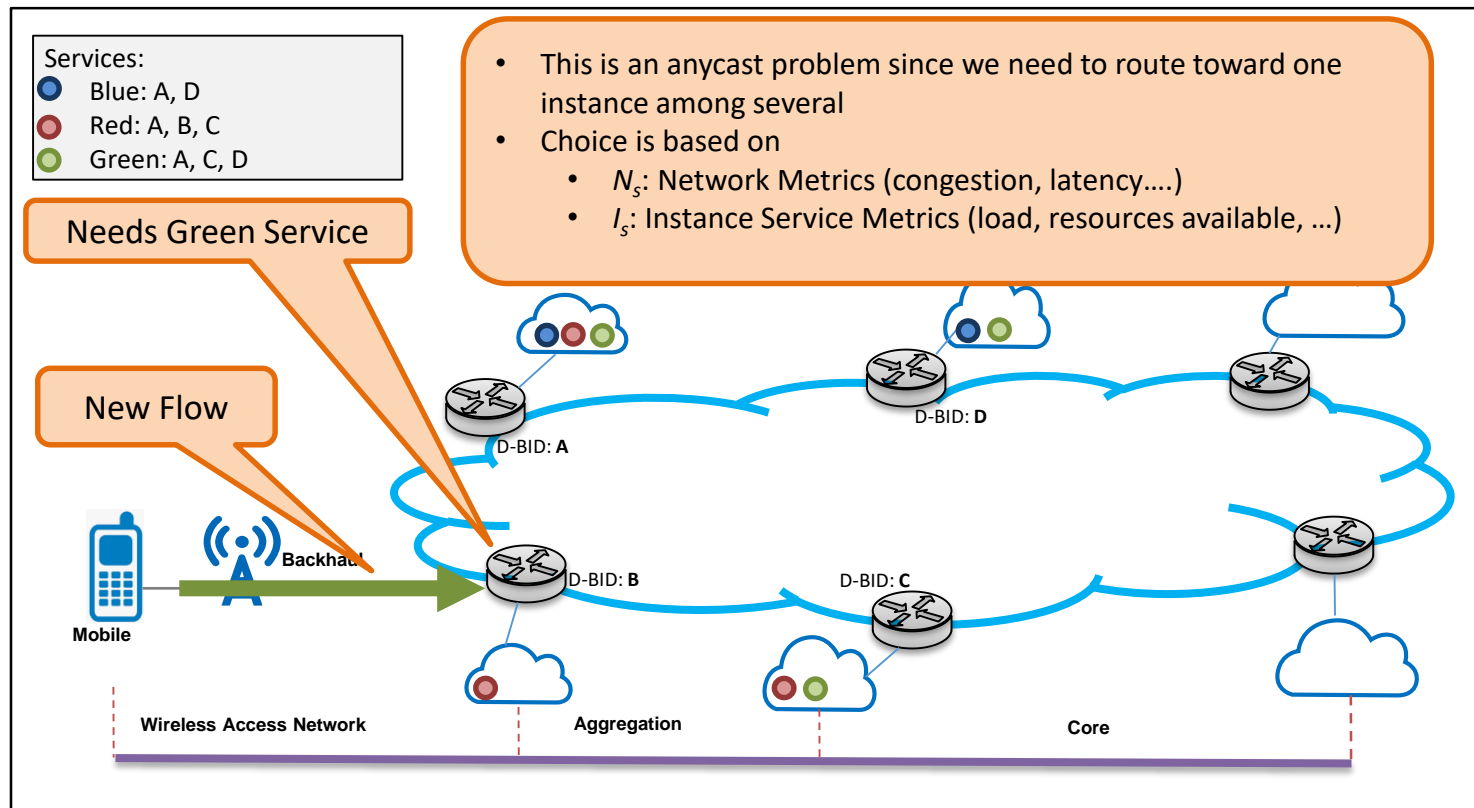 Services:
Blue: A, D
Red: A, B, C
Green: A, C, D
• This is an anycast problem since we need to route toward one
instance among several
• Choice is based on
• Ns: Network Metrics (congestion, latency….)
• Is: Instance Service Metrics (load, resources available, …)
Needs Green Service
New Flow
D-BID: A
D-BID: D
Backhaul
D-BID: B
D-BID: C
Mobile
Wireless Access Network
Aggregation
Core